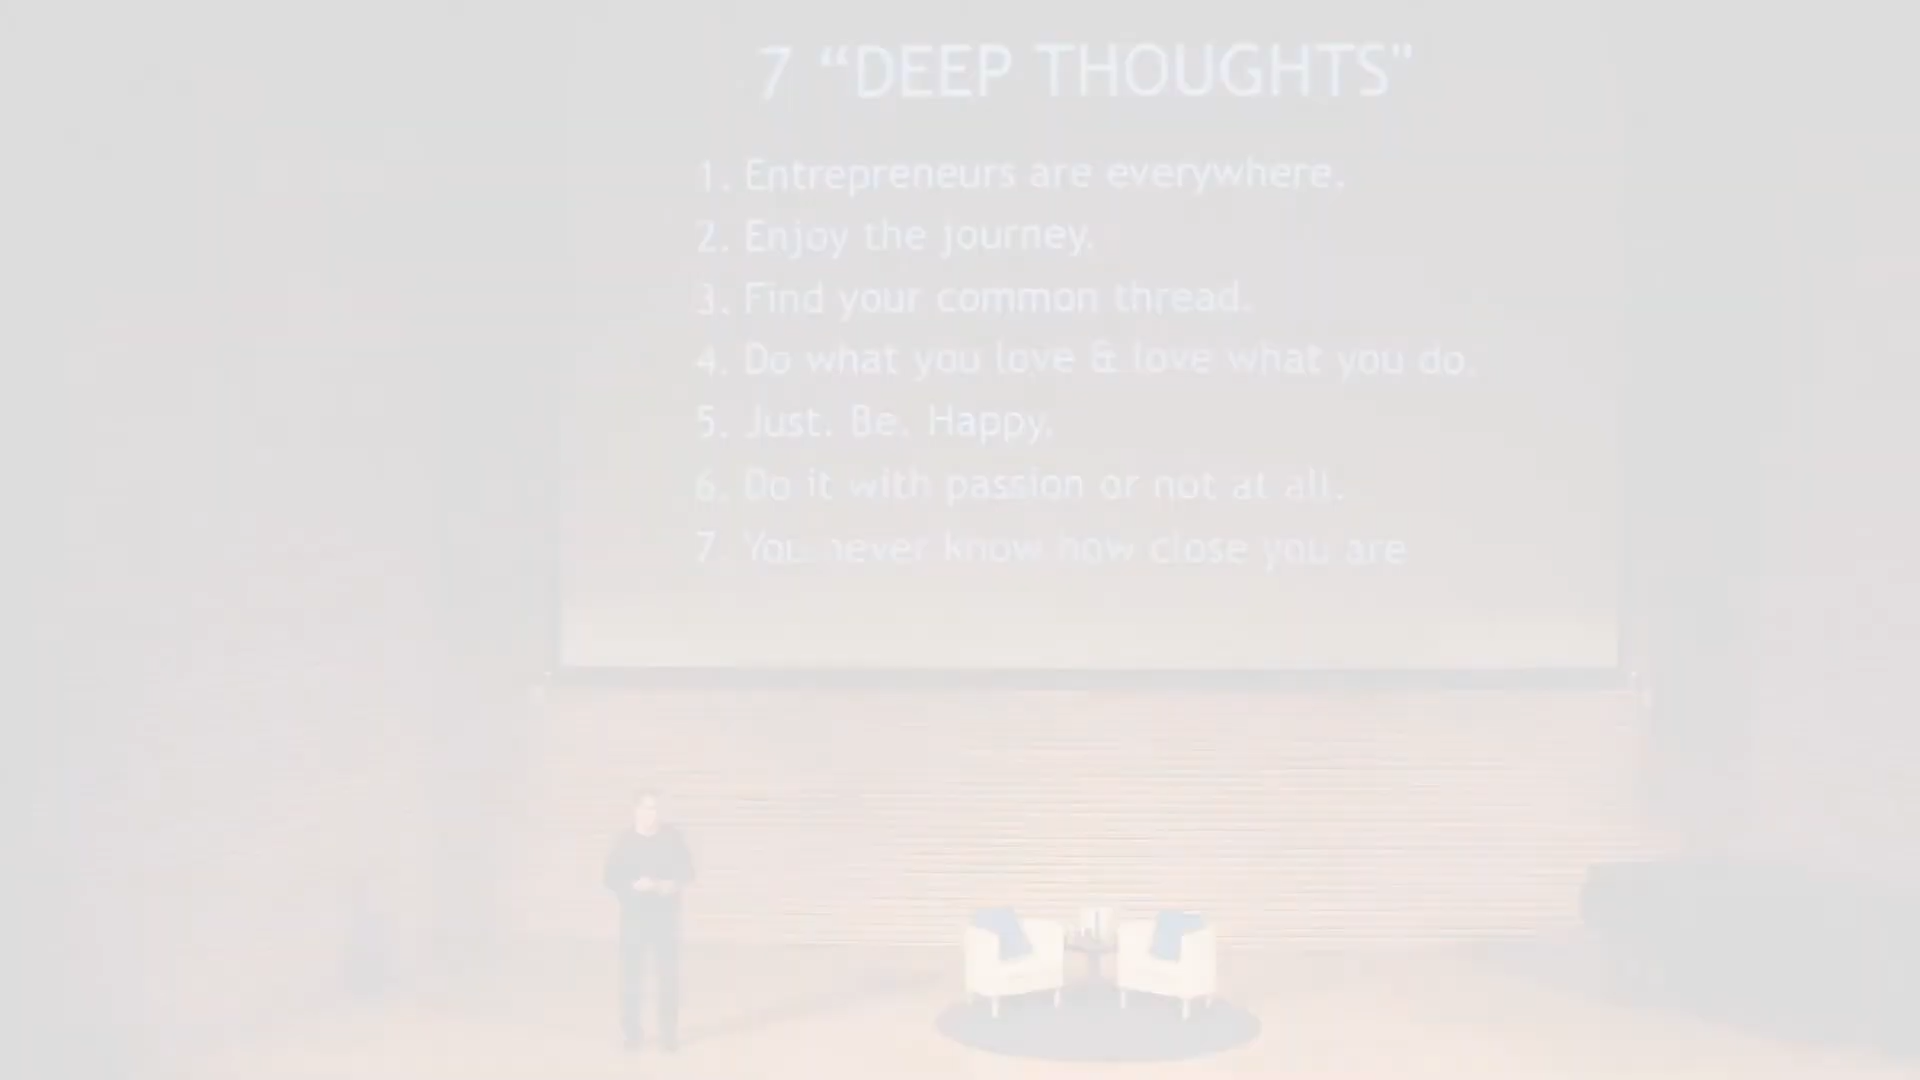 7 “DEEP THOUGHTS"
1. Entrepreneurs are everywhere.
2. Enjoy the journey.
3. Find your common thread.
4. Do what you love & love what you do.
5. Just. Be. Happy.
6. Do it with passion or not at all.
7. You never know how close you are